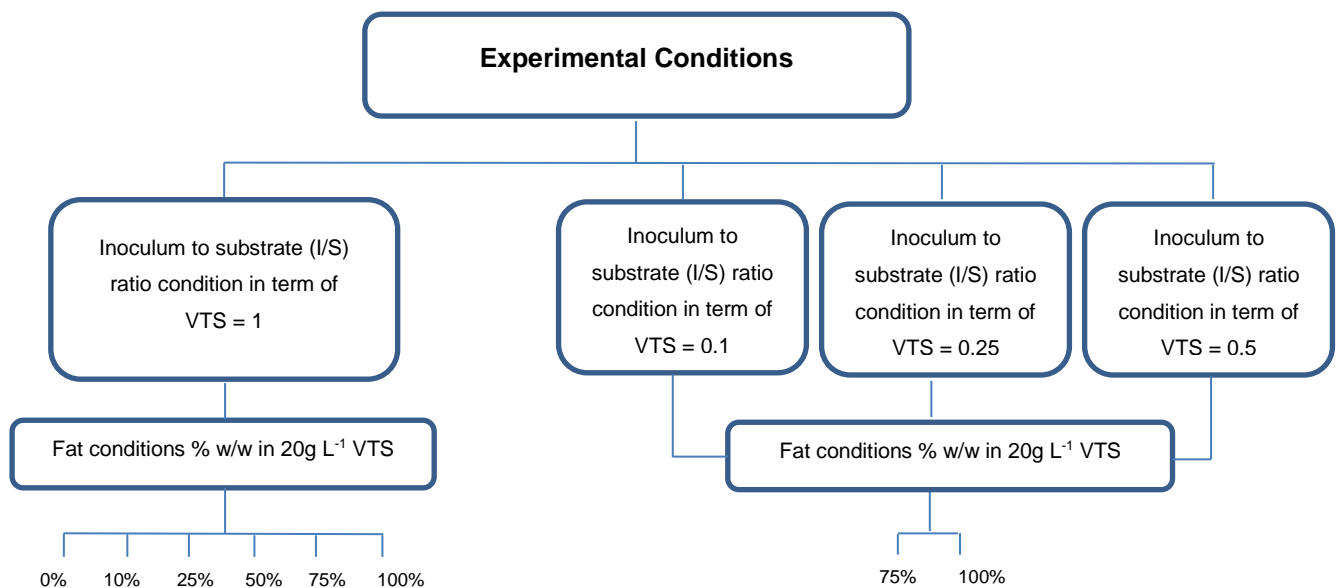 Experimental Conditions
Inoculum to substrate (I/S)
ratio condition in term of
VTS = 1
Inoculum to
substrate (I/S) ratio
condition in term of
VTS = 0.1
Inoculum to
substrate (I/S) ratio
condition in term of
VTS = 0.25
Inoculum to
substrate (I/S) ratio
condition in term of
VTS = 0.5
Fat conditions % w/w in 20g L⁻¹ VTS
Fat conditions % w/w in 20g L⁻¹ VTS
0% 10% 25% 50% 75% 100%
75% 100%